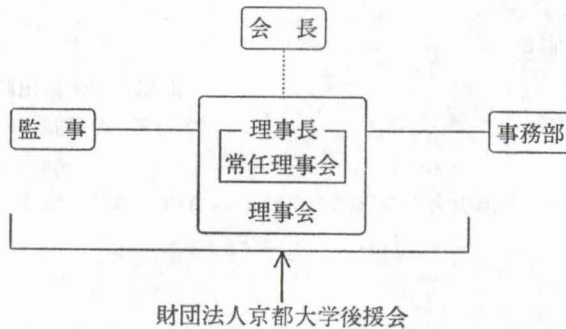 会長
監事
理事長
常任理事会
理事会
事務部
財団法人京都大学後援会